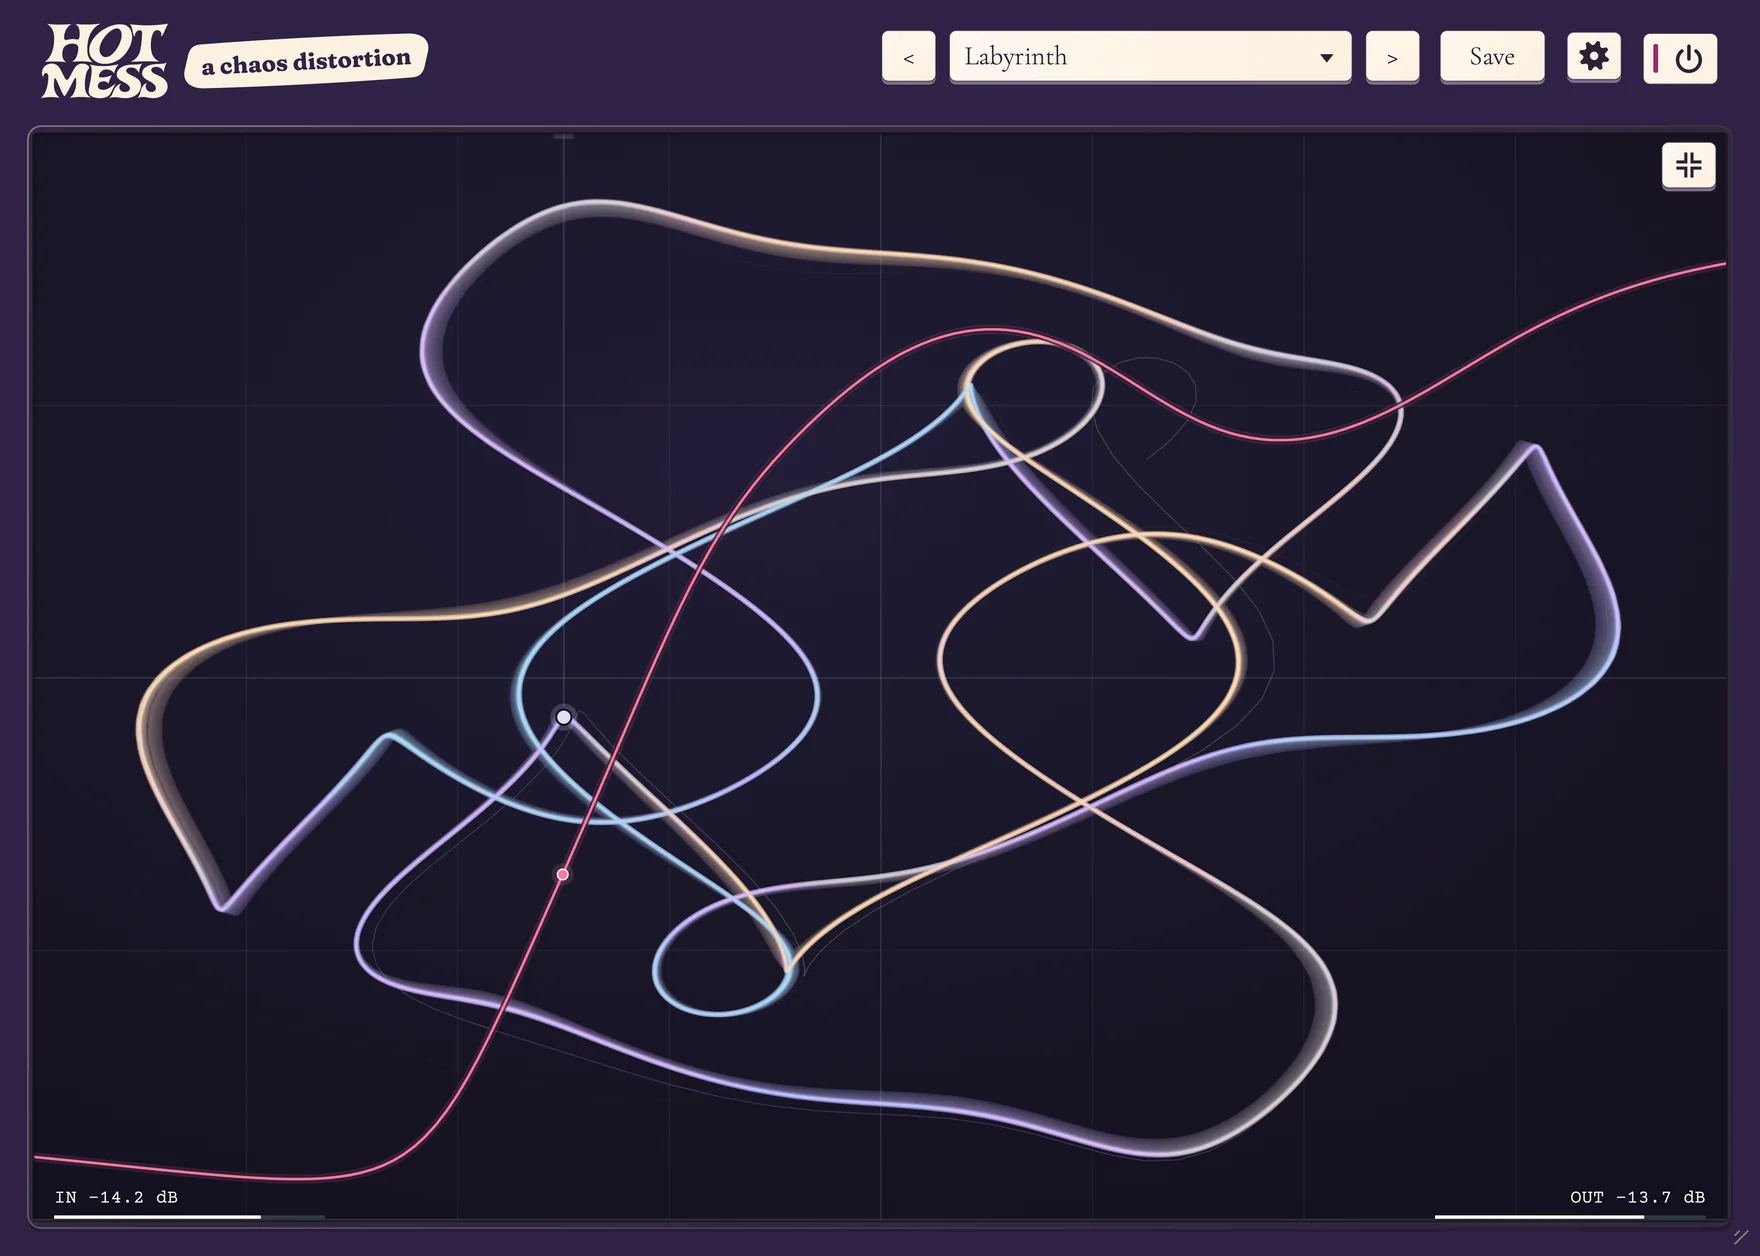 HOT
MESS
a chaos distortion
<
Labyrinth
>
Save
IN -14.2 dB
OUT -13.7 dB